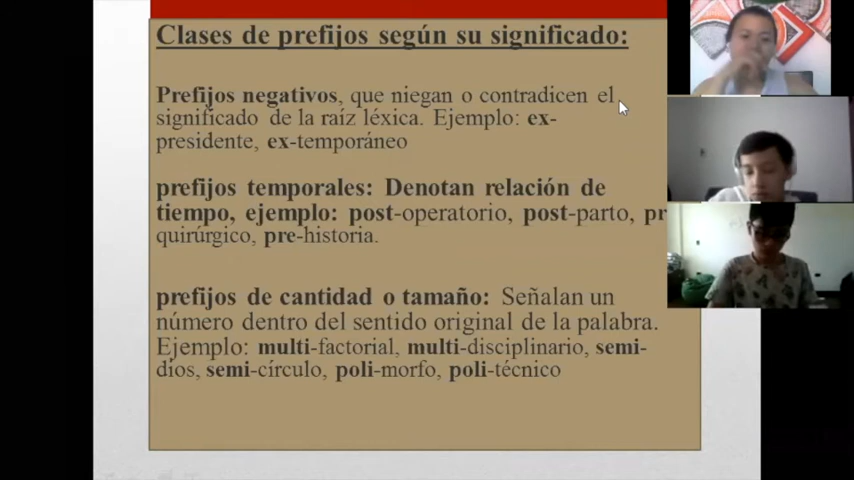 Clases de prefijos según su significado:
Prefijos negativos, que niegan o contradicen el
significado de la raíz léxica. Ejemplo: ex-
presidente, ex-temporáneo
prefijos temporales: Denotan relación de
tiempo, ejemplo: post-operatorio, post-parto, pr
quirúrgico, pre-historia.
prefijos de cantidad o tamaño: Señalan un
número dentro del sentido original de la palabra.
Ejemplo: multi-factorial, multi-disciplinario, semi-
dios, semi-círculo, poli-morfo, poli-técnico